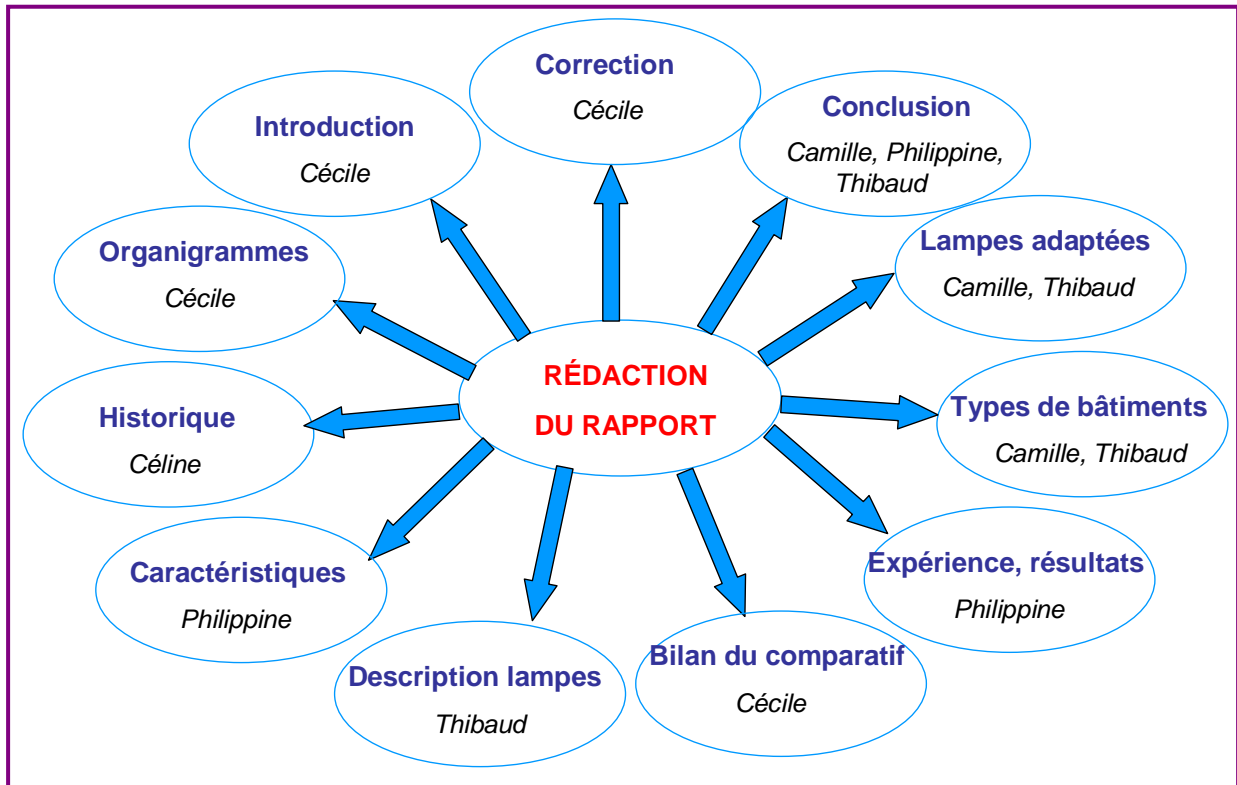 Correction
Cécile
Conclusion
Camille, Philippine,
Thibaud
Introduction
Cécile
Lampes adaptées
Camille, Thibaud
Organigrammes
Cécile
RÉDACTION
DU RAPPORT
Types de bâtiments
Camille, Thibaud
Historique
Céline
Expérience, résultats
Philippine
Caractéristiques
Philippine
Bilan du comparatif
Cécile
Description lampes
Thibaud